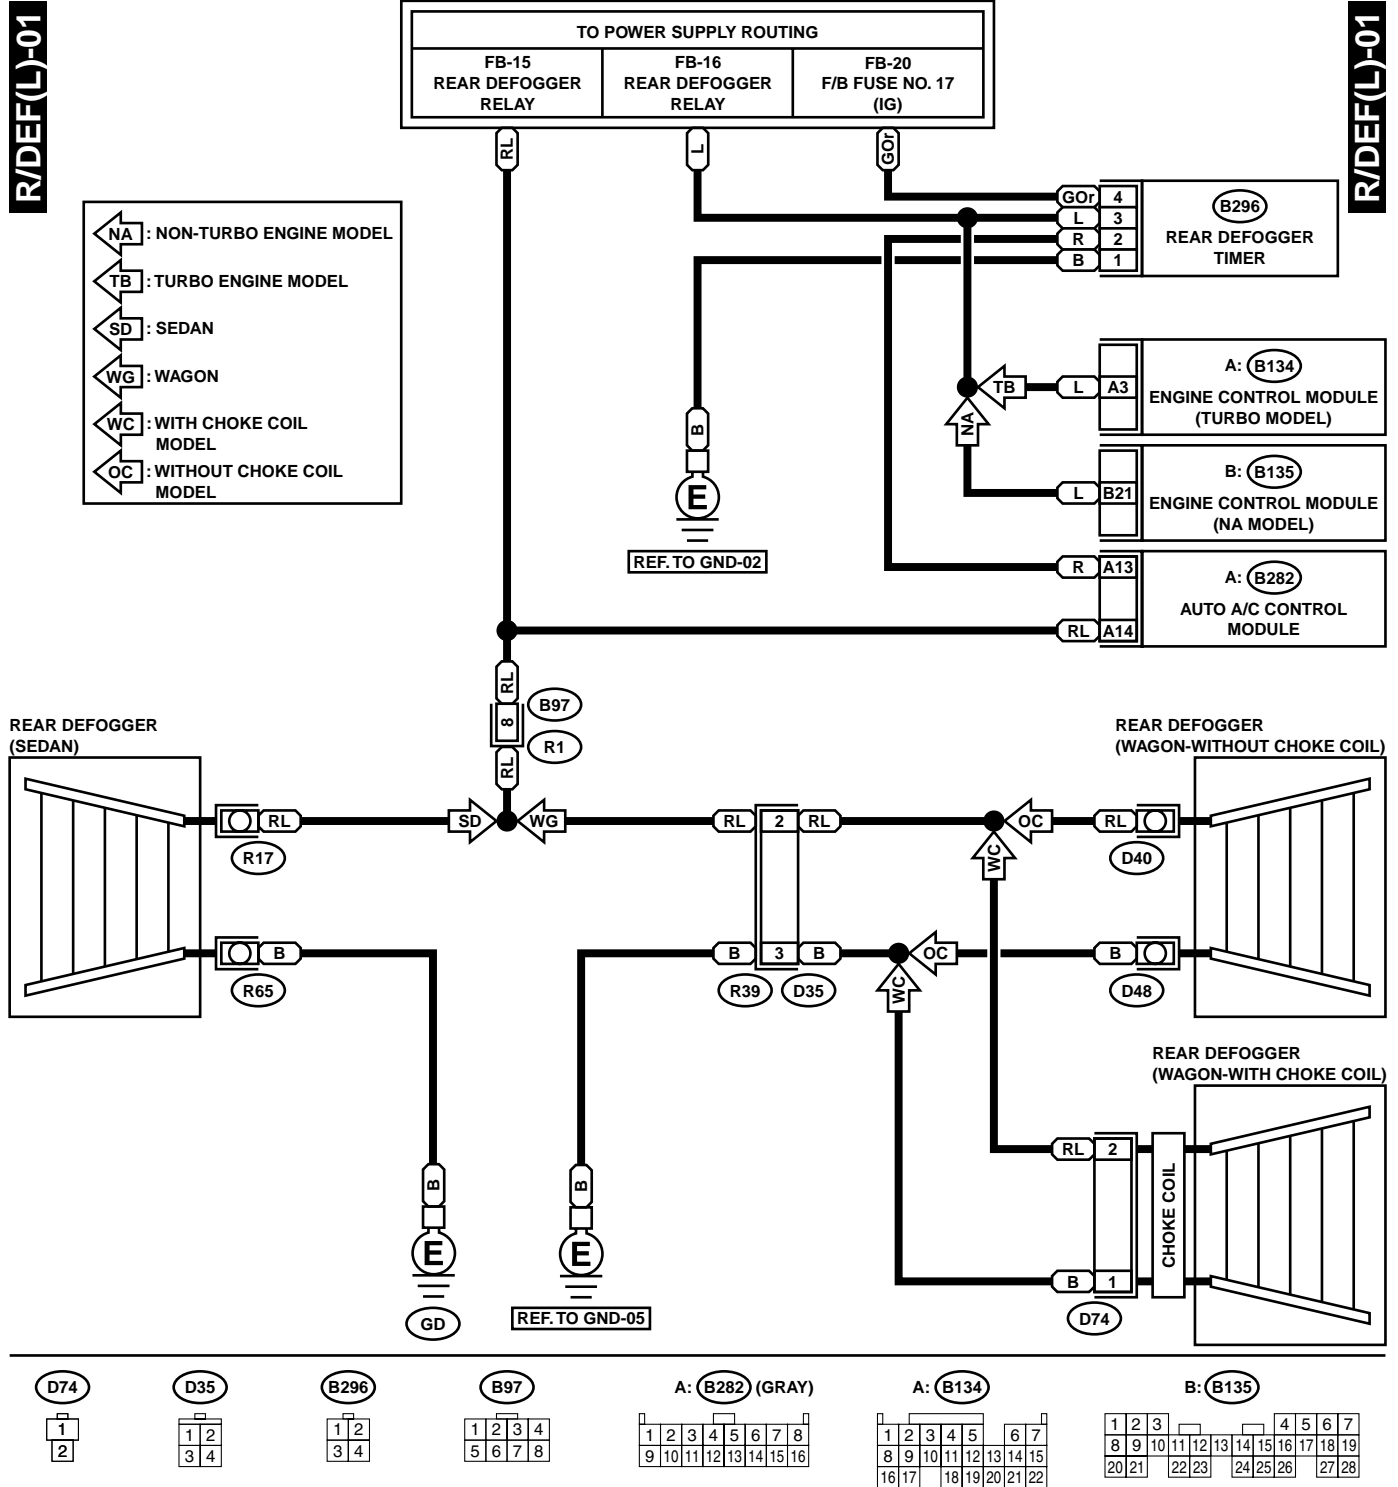 R/DEF(L)-01
R/DEF(L)-01
TO POWER SUPPLY ROUTING
FB-15
REAR DEFOGGER
RELAY
FB-16
REAR DEFOGGER
RELAY
FB-20
F/B FUSE NO. 17
(IG)
RL
L
GOr
NA : NON-TURBO ENGINE MODEL
TB : TURBO ENGINE MODEL
SD : SEDAN
WG : WAGON
WC : WITH CHOKE COIL
MODEL
OC : WITHOUT CHOKE COIL
MODEL
GOr 4
L 3
R 2
B 1
B296
REAR DEFOGGER
TIMER
TB
L A3
A: B134
ENGINE CONTROL MODULE
(TURBO MODEL)
NA
L B21
B: B135
ENGINE CONTROL MODULE
(NA MODEL)
B
E
REF. TO GND-02
R A13
RL A14
A: B282
AUTO A/C CONTROL
MODULE
RL
8
B97
R1
RL
REAR DEFOGGER
(SEDAN)
RL
R17
SD
WG
RL 2 RL
OC
WC
RL
D40
REAR DEFOGGER
(WAGON-WITHOUT CHOKE COIL)
B
R65
B 3 B
R39
D35
OC
WC
B
D48
REAR DEFOGGER
(WAGON-WITH CHOKE COIL)
RL 2
CHOKE COIL
B 1
D74
B
E
GD
B
E
REF. TO GND-05
D74
1
2
D35
1 2
3 4
B296
1 2
3 4
B97
1 2 3 4
5 6 7 8
A: B282 (GRAY)
1 2 3 4 5 6 7 8
9 10 11 12 13 14 15 16
A: B134
1 2 3 4 5 6 7
8 9 10 11 12 13 14 15
16 17 18 19 20 21 22
B: B135
1 2 3 4 5 6 7
8 9 10 11 12 13 14 15 16 17 18 19
20 21 22 23 24 25 26 27 28